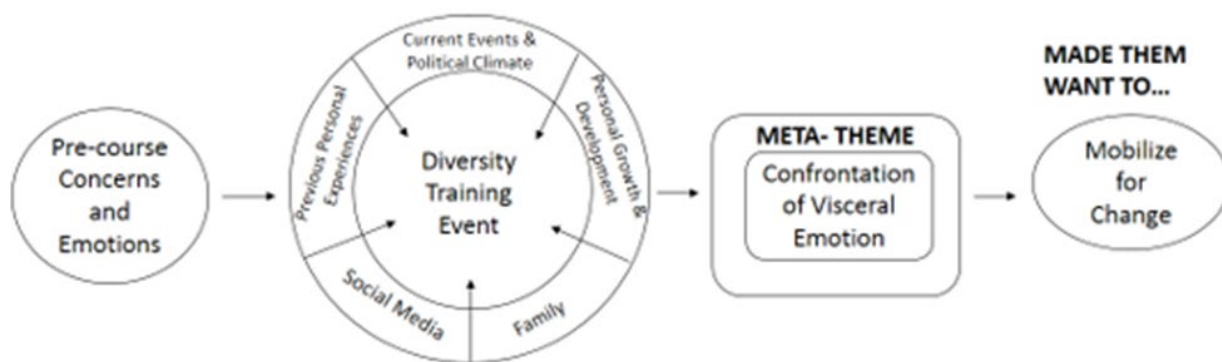 Pre-course
Concerns
and
Emotions
Current Events &
Political Climate
Previous Personal
Experiences
Personal Growth &
Development
Social Media
Family
Diversity
Training
Event
META- THEME
Confrontation
of Visceral
Emotion
MADE THEM
WANT TO...
Mobilize
for
Change